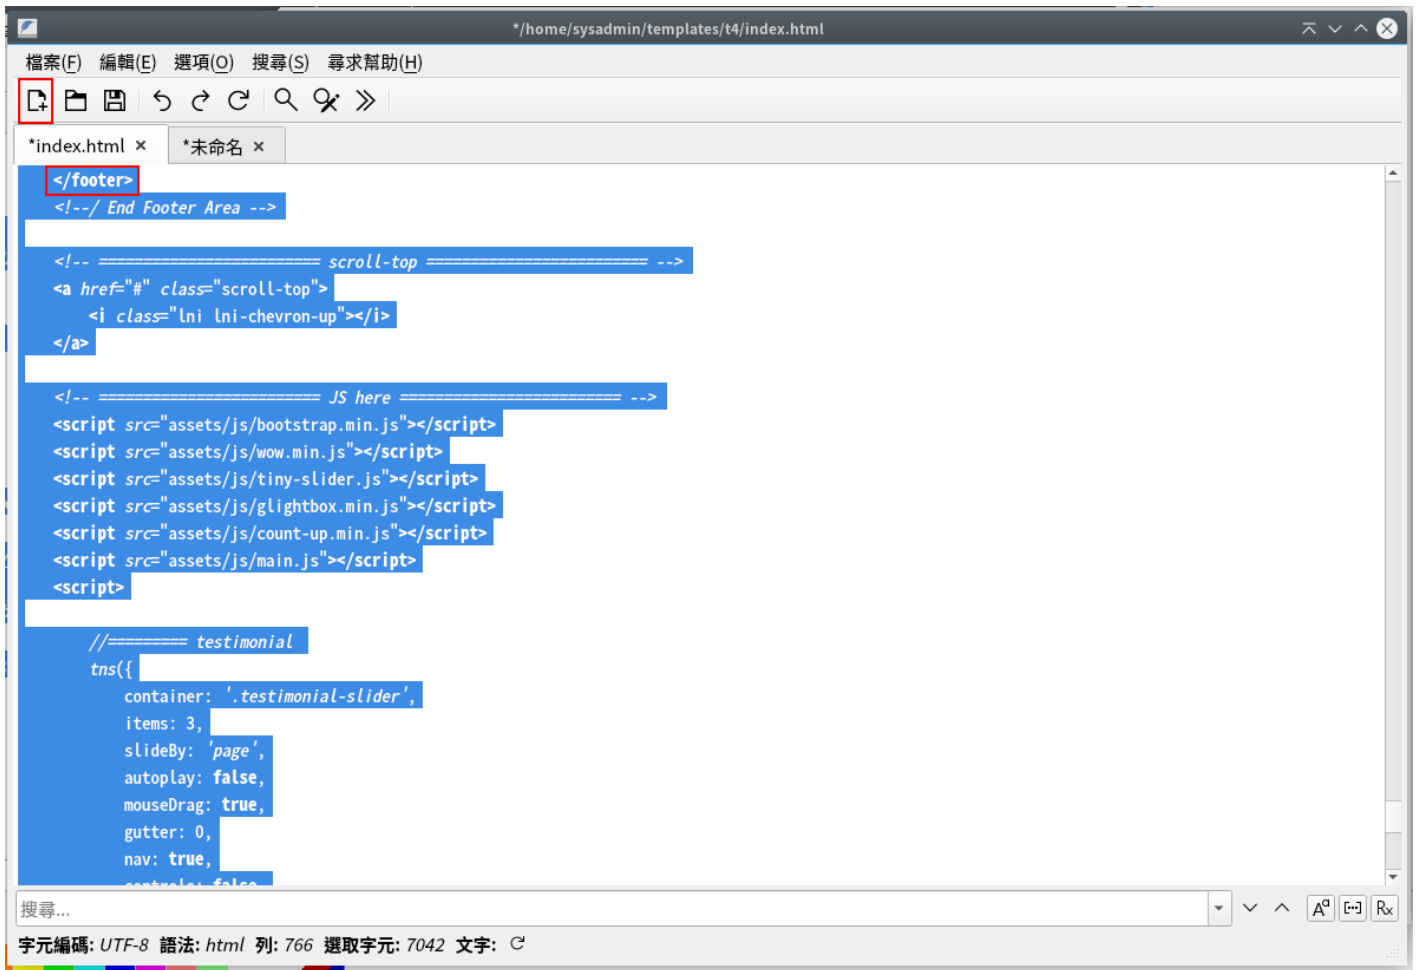 */home/sysadmin/templates/t4/index.html
檔案(F) 編輯(E) 選項(O) 搜尋(S) 尋求幫助(H)
*index.html × *未命名 ×
</footer>
<!--/ End Footer Area -->
<!-- ========================= scroll-top ========================= -->
<a href="#" class="scroll-top">
<i class="lni lni-chevron-up"></i>
</a>
<!-- ========================= JS here ========================= -->
<script src="assets/js/bootstrap.min.js"></script>
<script src="assets/js/wow.min.js"></script>
<script src="assets/js/tiny-slider.js"></script>
<script src="assets/js/glightbox.min.js"></script>
<script src="assets/js/count-up.min.js"></script>
<script src="assets/js/main.js"></script>
<script>
//========= testimonial
tns({
container: '.testimonial-slider',
items: 3,
slideBy: 'page',
autoplay: false,
mouseDrag: true,
gutter: 0,
nav: true,
controls: false,
搜尋...
字元編碼: UTF-8 語法: html 列: 766 選取字元: 7042 文字: